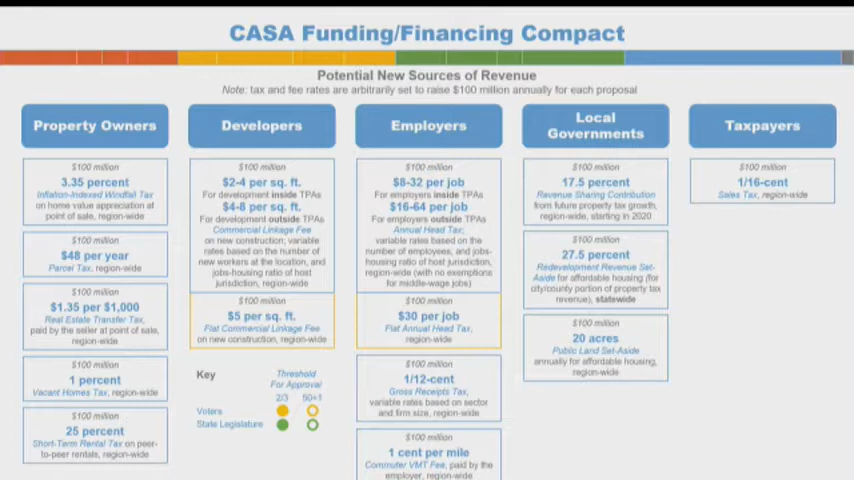 CASA Funding/Financing Compact
Potential New Sources of Revenue
Note: tax and fee rates are arbitrarily set to raise $100 million annually for each proposal
Property Owners
$100 million
3.35 percent
Inflation-Indexed Windfall Tax
on home value appreciation at
point of sale, region-wide
$100 million
$48 per year
Parcel Tax, region-wide
$100 million
$1.35 per $1,000
Real Estate Transfer Tax,
paid by the seller at point of sale,
region-wide
$100 million
1 percent
Vacant Homes Tax, region-wide
$100 million
25 percent
Short-Term Rental Tax on peer-
to-peer rentals, region-wide
Developers
$100 million
$2-4 per sq. ft.
For development inside TPAs
$4-8 per sq. ft.
For development outside TPAs
Commercial Linkage Fee
on new construction; variable
rates based on the number of
new workers at the location, and
jobs-housing ratio of host
jurisdiction, region-wide
$100 million
$5 per sq. ft.
Flat Commercial Linkage Fee
on new construction, region-wide
Key
Threshold
For Approval
2/3 50+1
Voters
State Legislature
Employers
$100 million
$8-32 per job
For employers inside TPAs
$16-64 per job
For employers outside TPAs
Annual Head Tax;
variable rates based on the
number of employees, and jobs-
housing ratio of host jurisdiction,
region-wide (with no exemptions
for middle-wage jobs)
$100 million
$30 per job
Flat Annual Head Tax,
region-wide
$100 million
1/12-cent
Gross Receipts Tax,
variable rates based on sector
and firm size, region-wide
$100 million
1 cent per mile
Commuter VMT Fee, paid by the
employer, region-wide
Local
Governments
$100 million
17.5 percent
Revenue Sharing Contribution
from future property tax growth,
region-wide, starting in 2020
$100 million
27.5 percent
Redevelopment Revenue Set-
Aside for affordable housing (for
city/county portion of property tax
revenue), statewide
$100 million
20 acres
Public Land Set-Aside
annually for affordable housing,
region-wide
Taxpayers
$100 million
1/16-cent
Sales Tax, region-wide